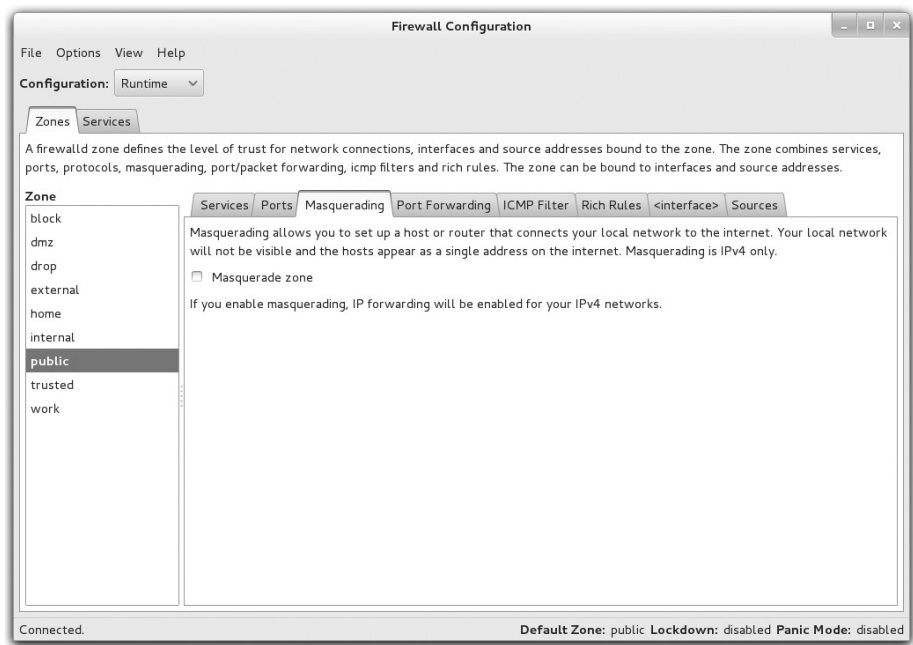 Firewall Configuration
File Options View Help
Configuration: Runtime
Zones Services
A firewalld zone defines the level of trust for network connections, interfaces and source addresses bound to the zone. The zone combines services,
ports, protocols, masquerading, port/packet forwarding, icmp filters and rich rules. The zone can be bound to interfaces and source addresses.
Zone
block
dmz
drop
external
home
internal
public
trusted
work
Services Ports Masquerading Port Forwarding ICMP Filter Rich Rules <interface> Sources
Masquerading allows you to set up a host or router that connects your local network to the internet. Your local network
will not be visible and the hosts appear as a single address on the internet. Masquerading is IPv4 only.
Masquerade zone
If you enable masquerading, IP forwarding will be enabled for your IPv4 networks.
Connected.
Default Zone: public Lockdown: disabled Panic Mode: disabled